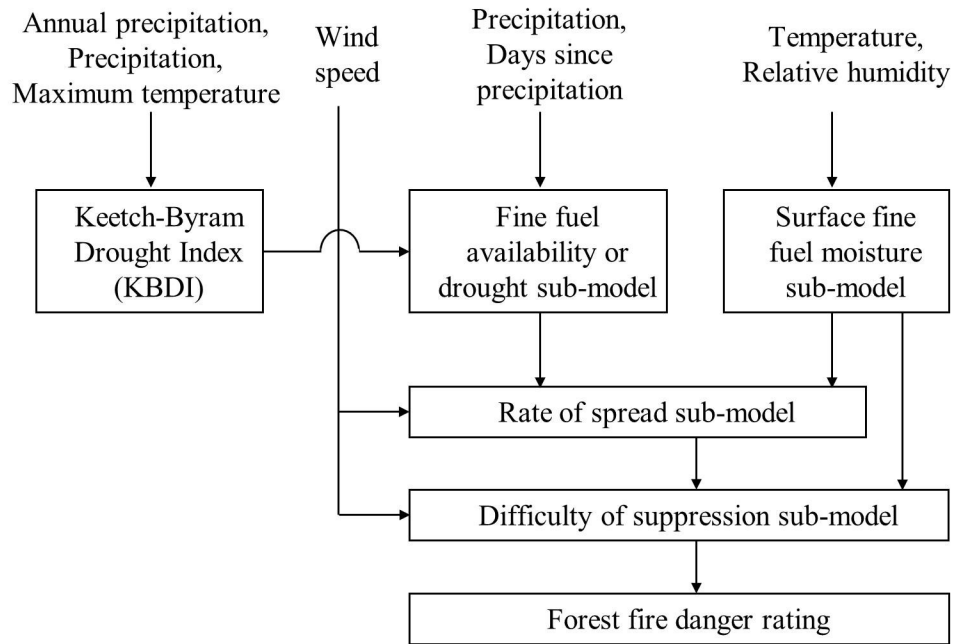 Annual precipitation,
Precipitation,
Maximum temperature
Wind
speed
Precipitation,
Days since
precipitation
Temperature,
Relative humidity
Keetch-Byram
Drought Index
(KBDI)
Fine fuel
availability or
drought sub-model
Surface fine
fuel moisture
sub-model
Rate of spread sub-model
Difficulty of suppression sub-model
Forest fire danger rating